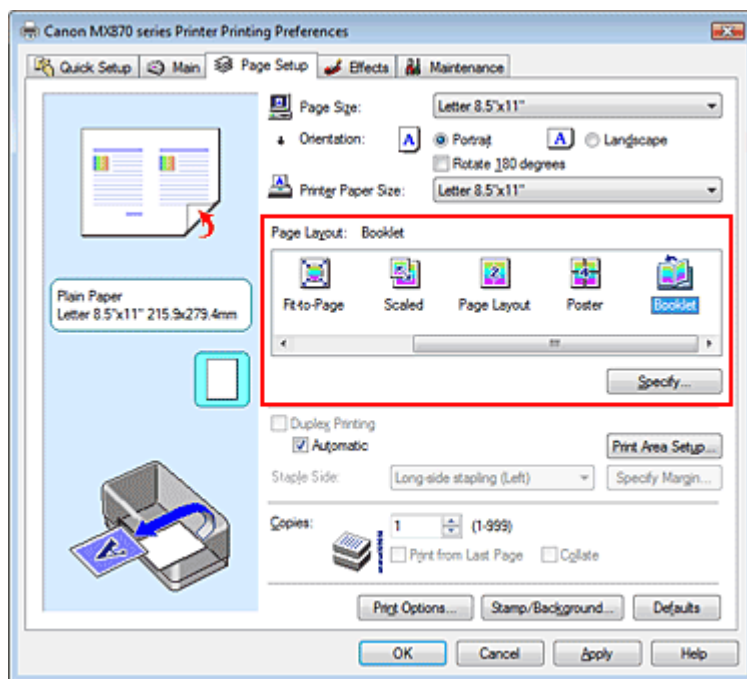 Canon MX870 series Printer Printing Preferences
Quick Setup Main Page Setup Effects Maintenance
Page Size: Letter 8.5"x11"
Orientation: A Portrait A Landscape
Rotate 180 degrees
Printer Paper Size: Letter 8.5"x11"
Page Layout: Booklet
Fit-to-Page Scaled Page Layout Poster Booklet
Plain Paper
Letter 8.5"x11" 215.9x279.4mm
Specify...
Duplex Printing
Automatic
Print Area Setup...
Staple Side: Long-side stapling (Left) Specify Margin...
Copies: 1 (1-999)
Print from Last Page Collate
Print Options... Stamp/Background... Defaults
OK Cancel Apply Help